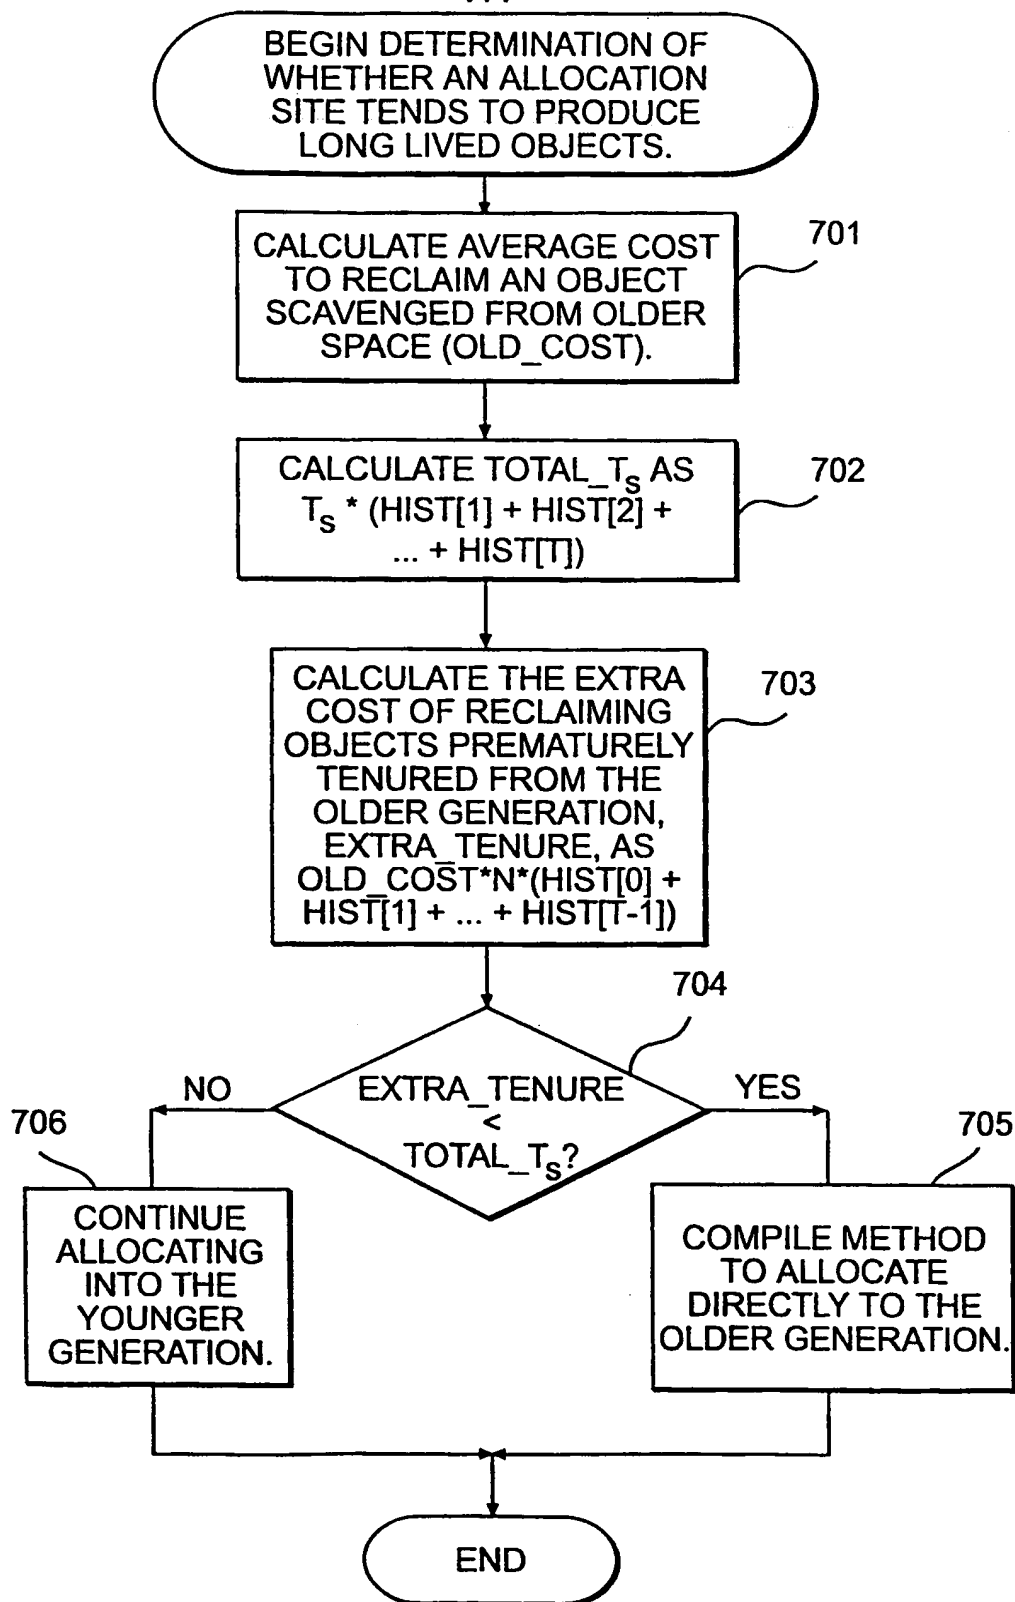 BEGIN DETERMINATION OF
WHETHER AN ALLOCATION
SITE TENDS TO PRODUCE
LONG LIVED OBJECTS.
701
CALCULATE AVERAGE COST
TO RECLAIM AN OBJECT
SCAVENGED FROM OLDER
SPACE (OLD_COST).
702
CALCULATE TOTAL_TS AS
TS * (HIST[1] + HIST[2] +
... + HIST[T])
703
CALCULATE THE EXTRA
COST OF RECLAIMING
OBJECTS PREMATURELY
TENURED FROM THE
OLDER GENERATION,
EXTRA_TENURE, AS
OLD_COST*N*(HIST[0] +
HIST[1] + ... + HIST[T-1])
704
EXTRA_TENURE
<
TOTAL_TS?
NO
YES
706
CONTINUE
ALLOCATING
INTO THE
YOUNGER
GENERATION.
705
COMPILE METHOD
TO ALLOCATE
DIRECTLY TO THE
OLDER GENERATION.
END